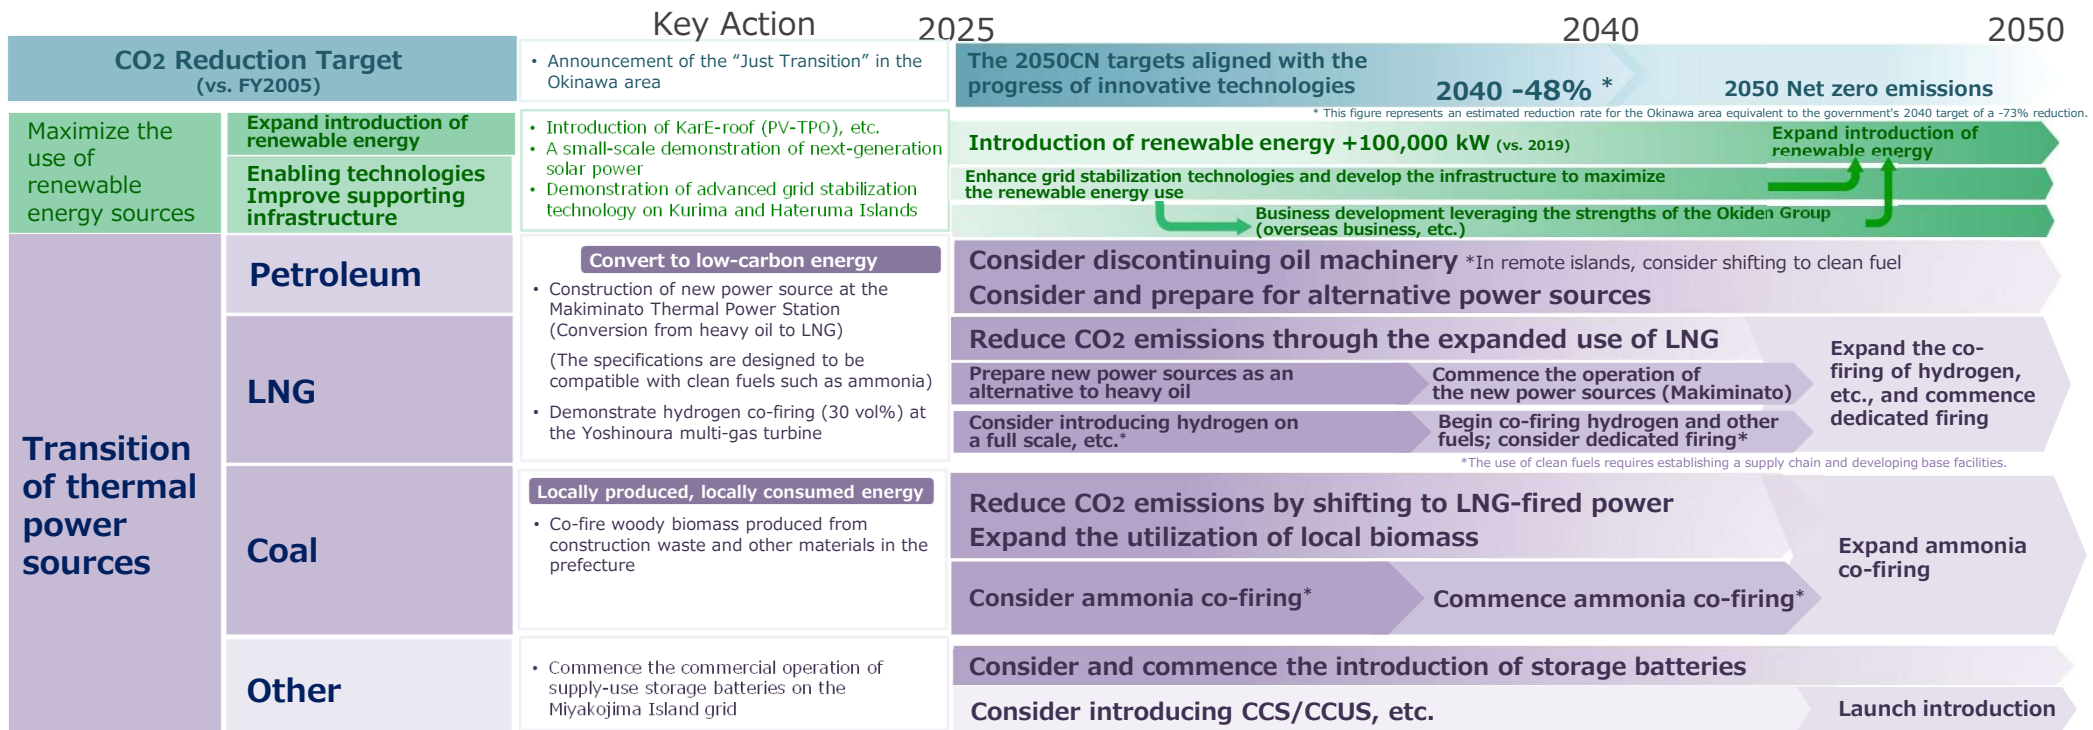 Key Action
2025
2040
2050
CO2 Reduction Target
(vs. FY2005)
• Announcement of the “Just Transition” in the
Okinawa area
The 2050CN targets aligned with the
progress of innovative technologies
2040 -48% *
2050 Net zero emissions
* This figure represents an estimated reduction rate for the Okinawa area equivalent to the government's 2040 target of a -73% reduction.
Maximize the
use of
renewable
energy sources
Expand introduction of
renewable energy
Enabling technologies
Improve supporting
infrastructure
• Introduction of KarE-roof (PV-TPO), etc.
• A small-scale demonstration of next-generation
solar power
• Demonstration of advanced grid stabilization
technology on Kurima and Hateruma Islands
Introduction of renewable energy +100,000 kW (vs. 2019)
Expand introduction of
renewable energy
Enhance grid stabilization technologies and develop the infrastructure to maximize
the renewable energy use
Business development leveraging the strengths of the Okiden Group
(overseas business, etc.)
Transition
of thermal
power
sources
Petroleum
Convert to low-carbon energy
• Construction of new power source at the
Makiminato Thermal Power Station
(Conversion from heavy oil to LNG)
(The specifications are designed to be
compatible with clean fuels such as ammonia)
• Demonstrate hydrogen co-firing (30 vol%) at
the Yoshinoura multi-gas turbine
Consider discontinuing oil machinery *In remote islands, consider shifting to clean fuel
Consider and prepare for alternative power sources
LNG
Reduce CO2 emissions through the expanded use of LNG
Prepare new power sources as an
alternative to heavy oil
Commence the operation of
the new power sources (Makiminato)
Consider introducing hydrogen on
a full scale, etc.*
Begin co-firing hydrogen and other
fuels; consider dedicated firing*
Expand the co-
firing of hydrogen,
etc., and commence
dedicated firing
*The use of clean fuels requires establishing a supply chain and developing base facilities.
Coal
Locally produced, locally consumed energy
• Co-fire woody biomass produced from
construction waste and other materials in the
prefecture
Reduce CO2 emissions by shifting to LNG-fired power
Expand the utilization of local biomass
Consider ammonia co-firing*
Commence ammonia co-firing*
Expand ammonia
co-firing
Other
• Commence the commercial operation of
supply-use storage batteries on the
Miyakojima Island grid
Consider and commence the introduction of storage batteries
Consider introducing CCS/CCUS, etc.
Launch introduction